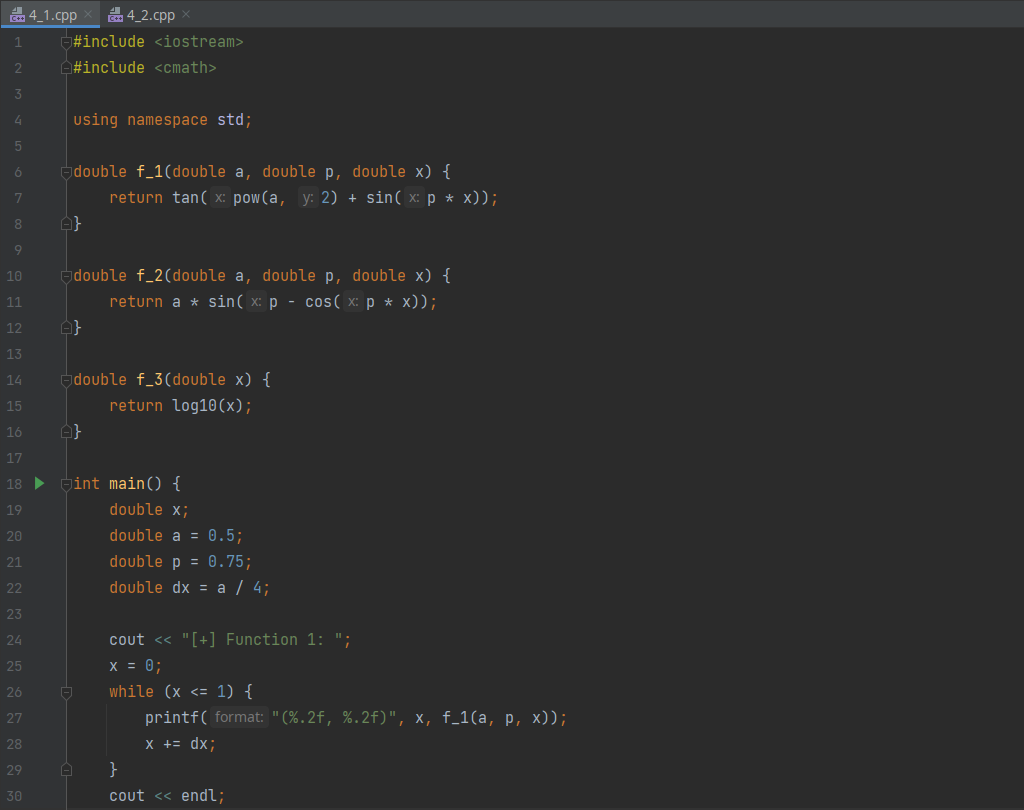 4_1.cpp × 4_2.cpp ×
1 #include <iostream>
2 #include <cmath>
3
4 using namespace std;
5
6 double f_1(double a, double p, double x) {
7     return tan( x: pow(a, y: 2) + sin( x: p * x));
8 }
9
10 double f_2(double a, double p, double x) {
11     return a * sin( x: p - cos( x: p * x));
12 }
13
14 double f_3(double x) {
15     return log10(x);
16 }
17
18 int main() {
19     double x;
20     double a = 0.5;
21     double p = 0.75;
22     double dx = a / 4;
23
24     cout << "[+] Function 1: ";
25     x = 0;
26     while (x <= 1) {
27         printf( format: "(%.2f, %.2f)", x, f_1(a, p, x));
28         x += dx;
29     }
30     cout << endl;